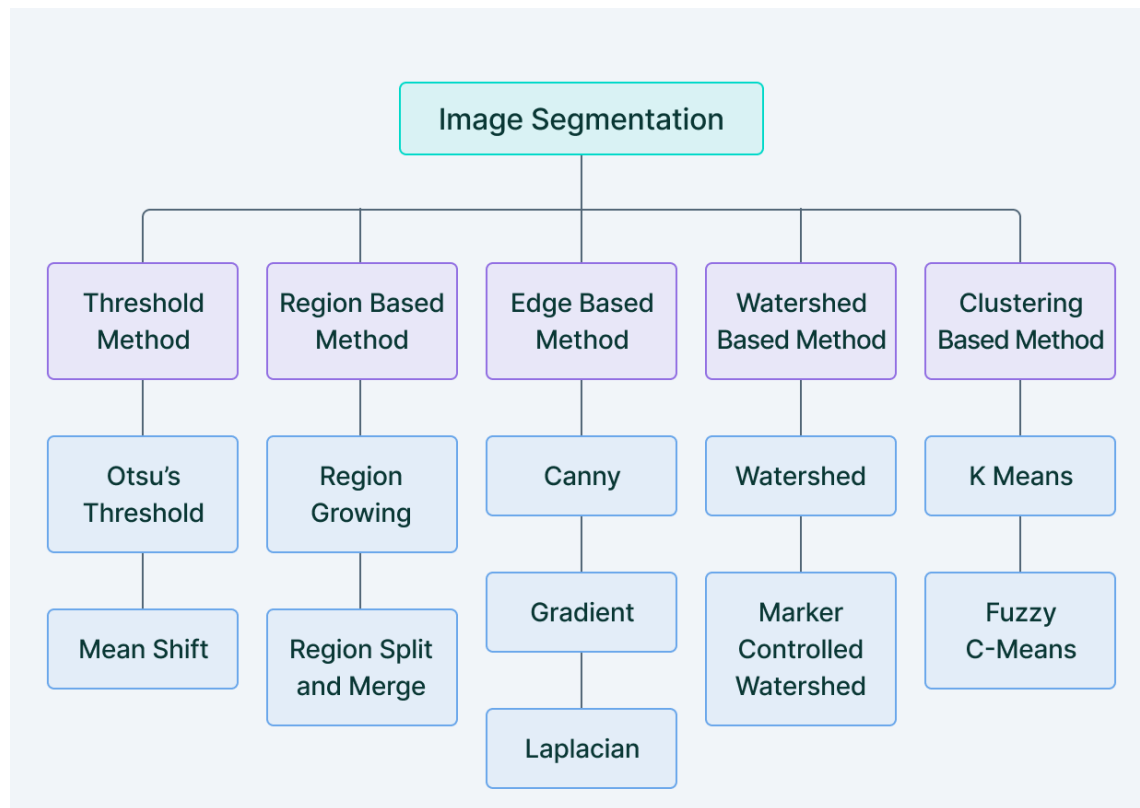 Image Segmentation
Threshold
Method
Region Based
Method
Edge Based
Method
Watershed
Based Method
Clustering
Based Method
Otsu’s
Threshold
Region
Growing
Canny
Watershed
K Means
Mean Shift
Region Split
and Merge
Gradient
Marker
Controlled
Watershed
Fuzzy
C-Means
Laplacian